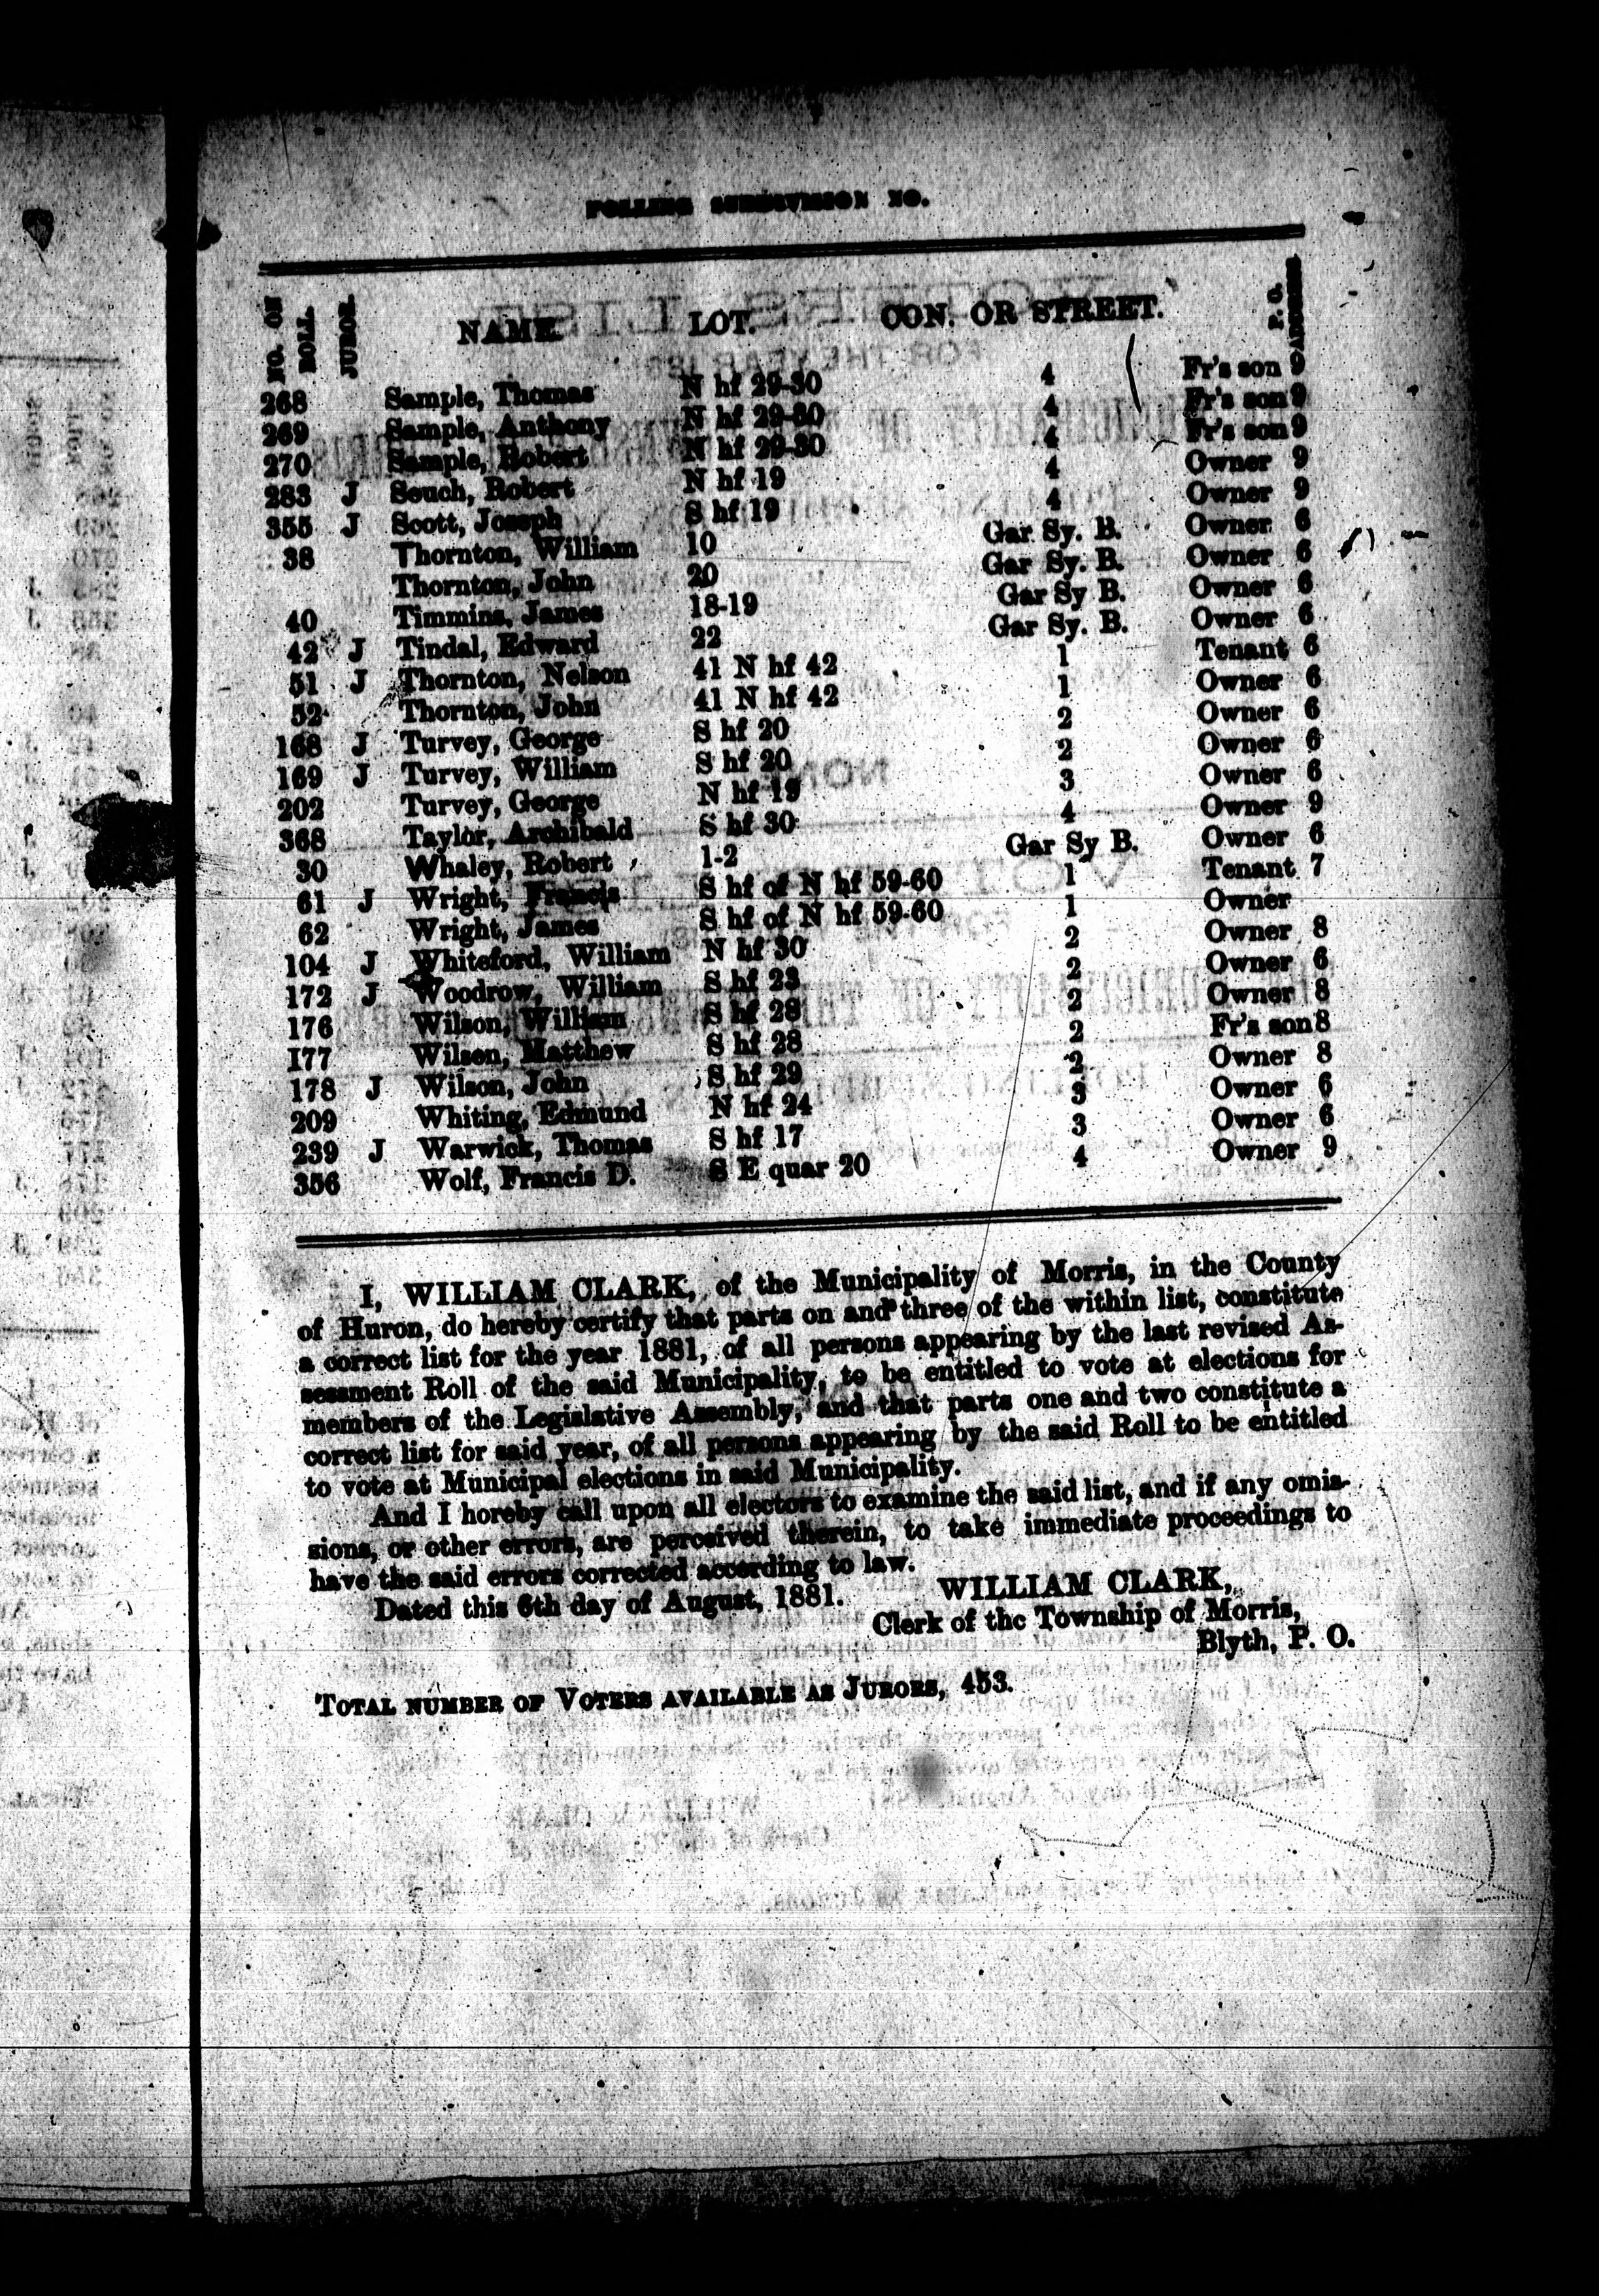 POLLING SUBDIVISION NO.
NO. ON ROLL. JUROR. NAME. LOT. CON. OR STREET. P. O. ADDRESS
268 Sample, Thomas N hf 29-30 4 Fr's son 9
269 Sample, Anthony N hf 29-30 4 Fr's son 9
270 Sample, Robert N hf 29-30 4 Fr's son 9
283 J Souch, Robert N hf 19 4 Owner 9
355 J Scott, Joseph S hf 19 4 Owner 9
38 Thornton, William 10 Gar Sy. B. Owner 6
Thornton, John 20 Gar Sy. B. Owner 6
40 Timmins, James 18-19 Gar Sy B. Owner 6
42 J Tindal, Edward 22 Gar Sy. B. Owner 6
51 J Thornton, Nelson 41 N hf 42 1 Tenant 6
52 Thornton, John 41 N hf 42 1 Owner 6
168 J Turvey, George S hf 20 2 Owner 6
169 J Turvey, William S hf 20 2 Owner 6
202 Turvey, George N hf 19 3 Owner 6
368 Taylor, Archibald S hf 30 4 Owner 9
30 Whaley, Robert 1-2 Gar Sy B. Owner 6
61 J Wright, Francis S hf of N hf 59-60 1 Tenant 7
62 Wright, James S hf of N hf 59-60 1 Owner
104 J Whiteford, William N hf 30 2 Owner 8
172 J Woodrow, William S hf 23 2 Owner 6
176 Wilson, William S hf 28 2 Owner 8
177 Wilson, Matthew S hf 28 2 Fr's son 8
178 J Wilson, John S hf 29 2 Owner 8
209 Whiting, Edmund N hf 24 3 Owner 6
239 J Warwick, Thomas S hf 17 3 Owner 6
356 Wolf, Francis D. S E quar 20 4 Owner 9
I, WILLIAM CLARK, of the Municipality of Morris, in the County
of Huron, do hereby certify that parts on and three of the within list, constitute
a correct list for the year 1881, of all persons appearing by the last revised As-
sessment Roll of the said Municipality, to be entitled to vote at elections for
members of the Legislative Assembly, and that parts one and two constitute a
correct list for said year, of all persons appearing by the said Roll to be entitled
to vote at Municipal elections in said Municipality.
And I hereby call upon all electors to examine the said list, and if any omis-
sions, or other errors, are perceived therein, to take immediate proceedings to
have the said errors corrected according to law.
Dated this 6th day of August, 1881.
WILLIAM CLARK,
Clerk of the Township of Morris,
Blyth, P. O.
TOTAL NUMBER OF VOTERS AVAILABLE AS JURORS, 453.